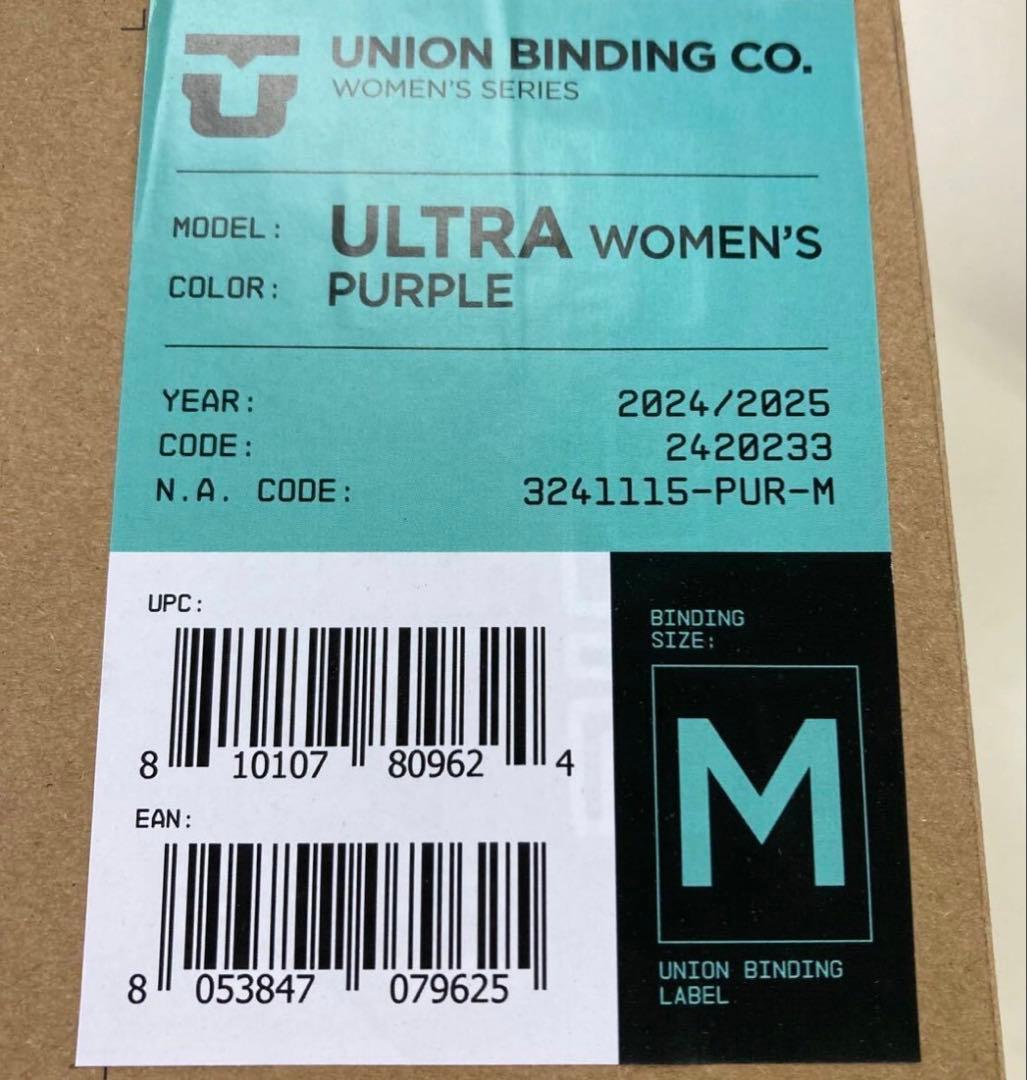 UNION BINDING CO.
WOMEN'S SERIES
MODEL: ULTRA WOMEN'S
COLOR: PURPLE
YEAR: 2024/2025
CODE: 2420233
N.A. CODE: 3241115-PUR-M
UPC:
8 10107 80962 4
EAN:
8 053847 079625
BINDING
SIZE:
M
UNION BINDING
LABEL